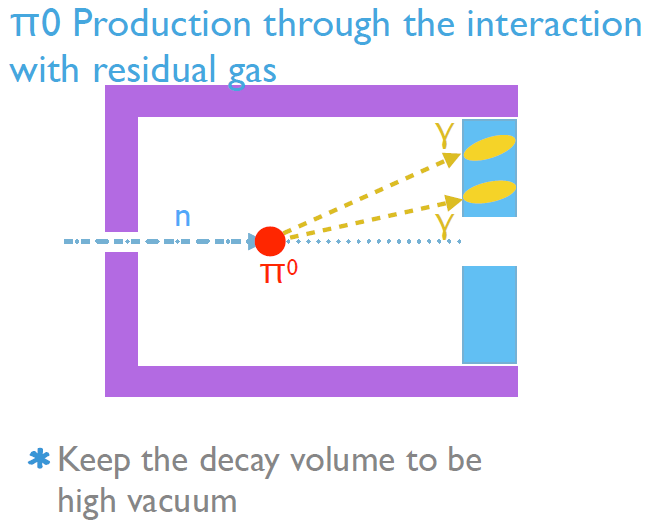 π0 Production through the interaction
with residual gas
γ
n
γ
π⁰
* Keep the decay volume to be
high vacuum